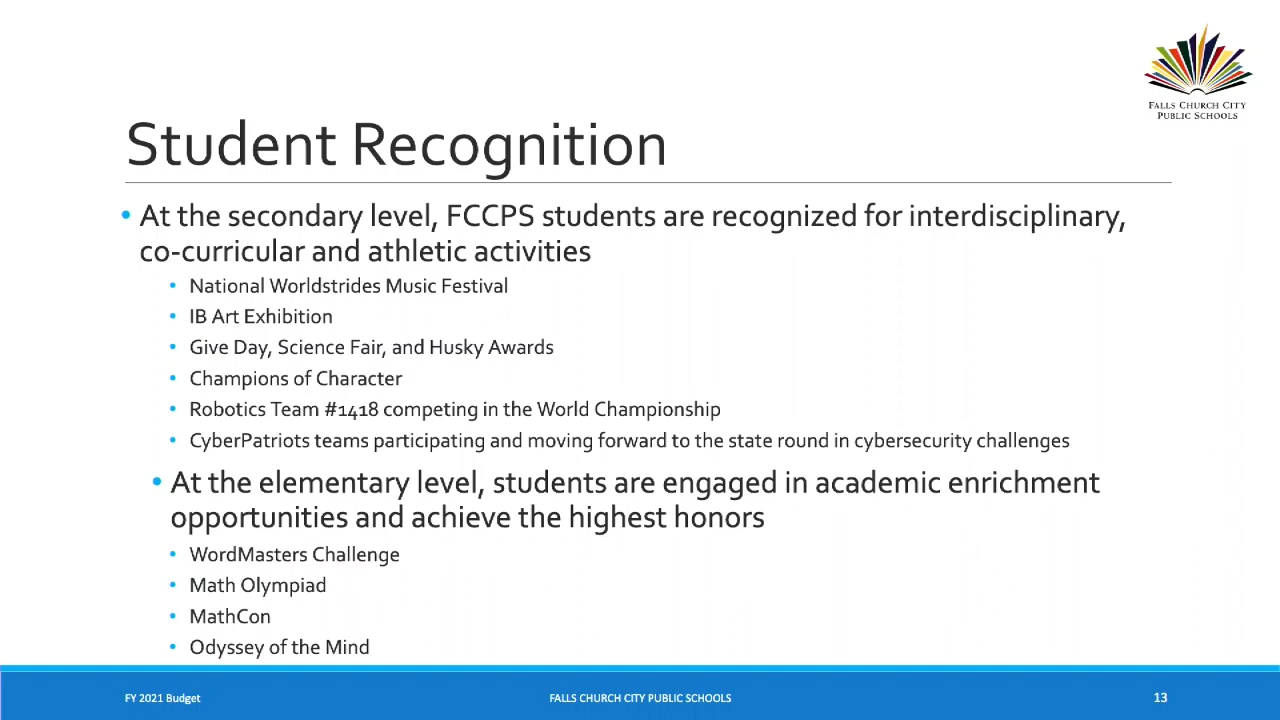 FALLS CHURCH CITY
PUBLIC SCHOOLS
Student Recognition
• At the secondary level, FCCPS students are recognized for interdisciplinary,
co-curricular and athletic activities
• National Worldstrides Music Festival
• IB Art Exhibition
• Give Day, Science Fair, and Husky Awards
• Champions of Character
• Robotics Team #1418 competing in the World Championship
• CyberPatriots teams participating and moving forward to the state round in cybersecurity challenges
• At the elementary level, students are engaged in academic enrichment
opportunities and achieve the highest honors
• WordMasters Challenge
• Math Olympiad
• MathCon
• Odyssey of the Mind
FY 2021 Budget
FALLS CHURCH CITY PUBLIC SCHOOLS
13